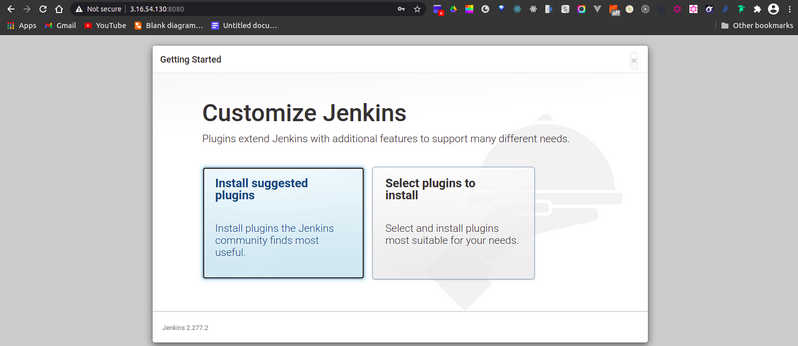 Not secure | 3.16.54.130:8080
off
Apps Gmail YouTube Blank diagram... Untitled docu... Other bookmarks
Getting Started
×
Customize Jenkins
Plugins extend Jenkins with additional features to support many different needs.
Install suggested
plugins
Install plugins the Jenkins
community finds most
useful.
Select plugins to
install
Select and install plugins
most suitable for your needs.
Jenkins 2.277.2